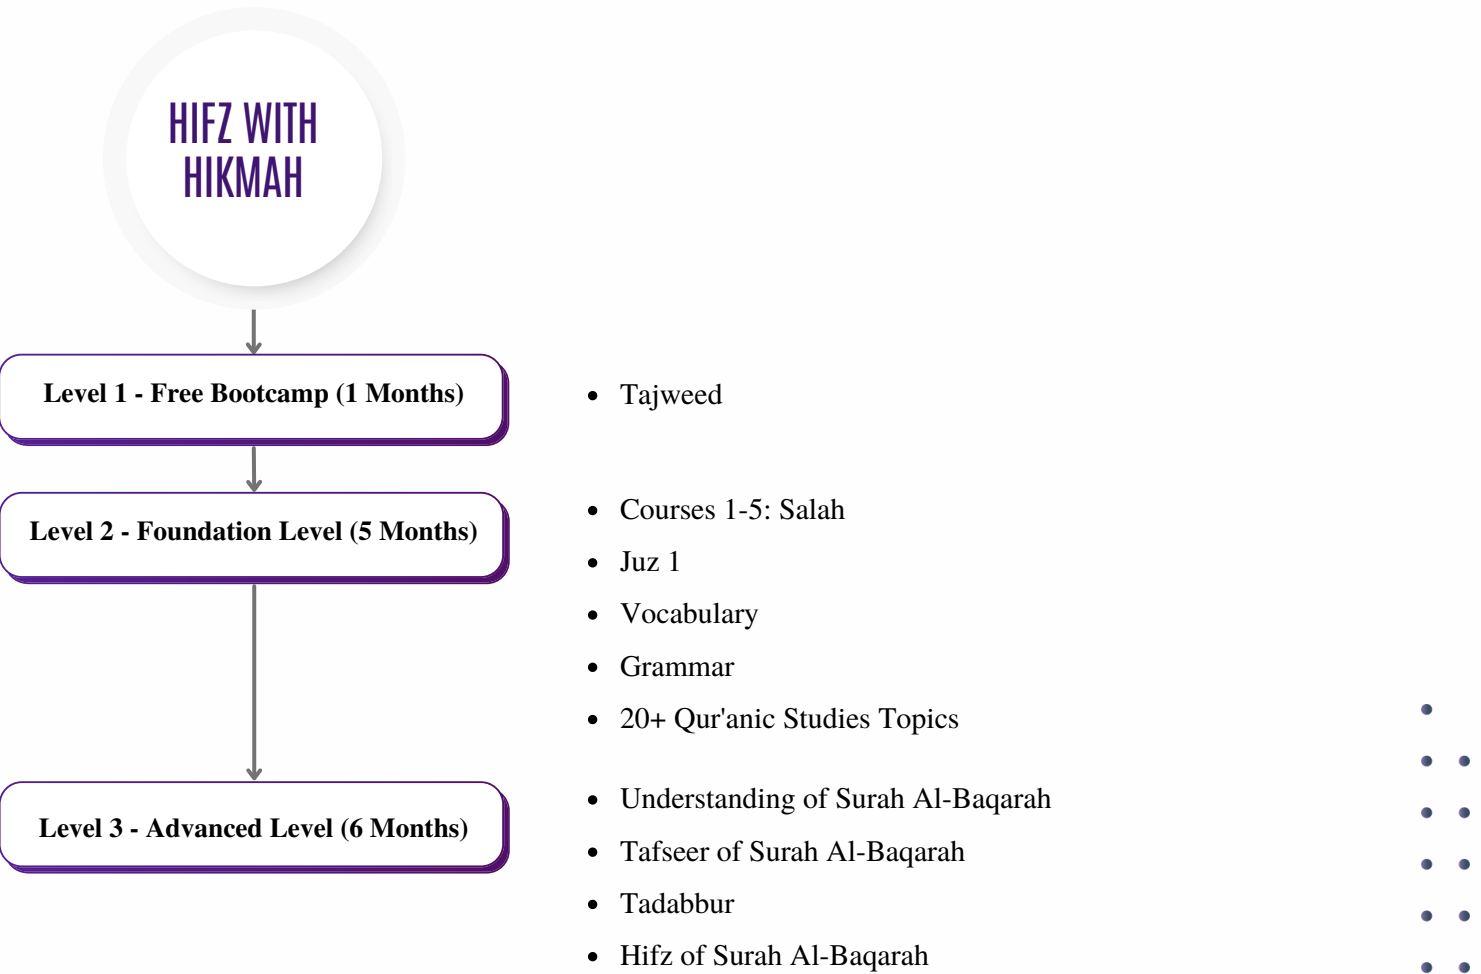 HIFZ WITH
HIKMAH
Level 1 - Free Bootcamp (1 Months)
• Tajweed
Level 2 - Foundation Level (5 Months)
• Courses 1-5: Salah
• Juz 1
• Vocabulary
• Grammar
• 20+ Qur'anic Studies Topics
Level 3 - Advanced Level (6 Months)
• Understanding of Surah Al-Baqarah
• Tafseer of Surah Al-Baqarah
• Tadabbur
• Hifz of Surah Al-Baqarah